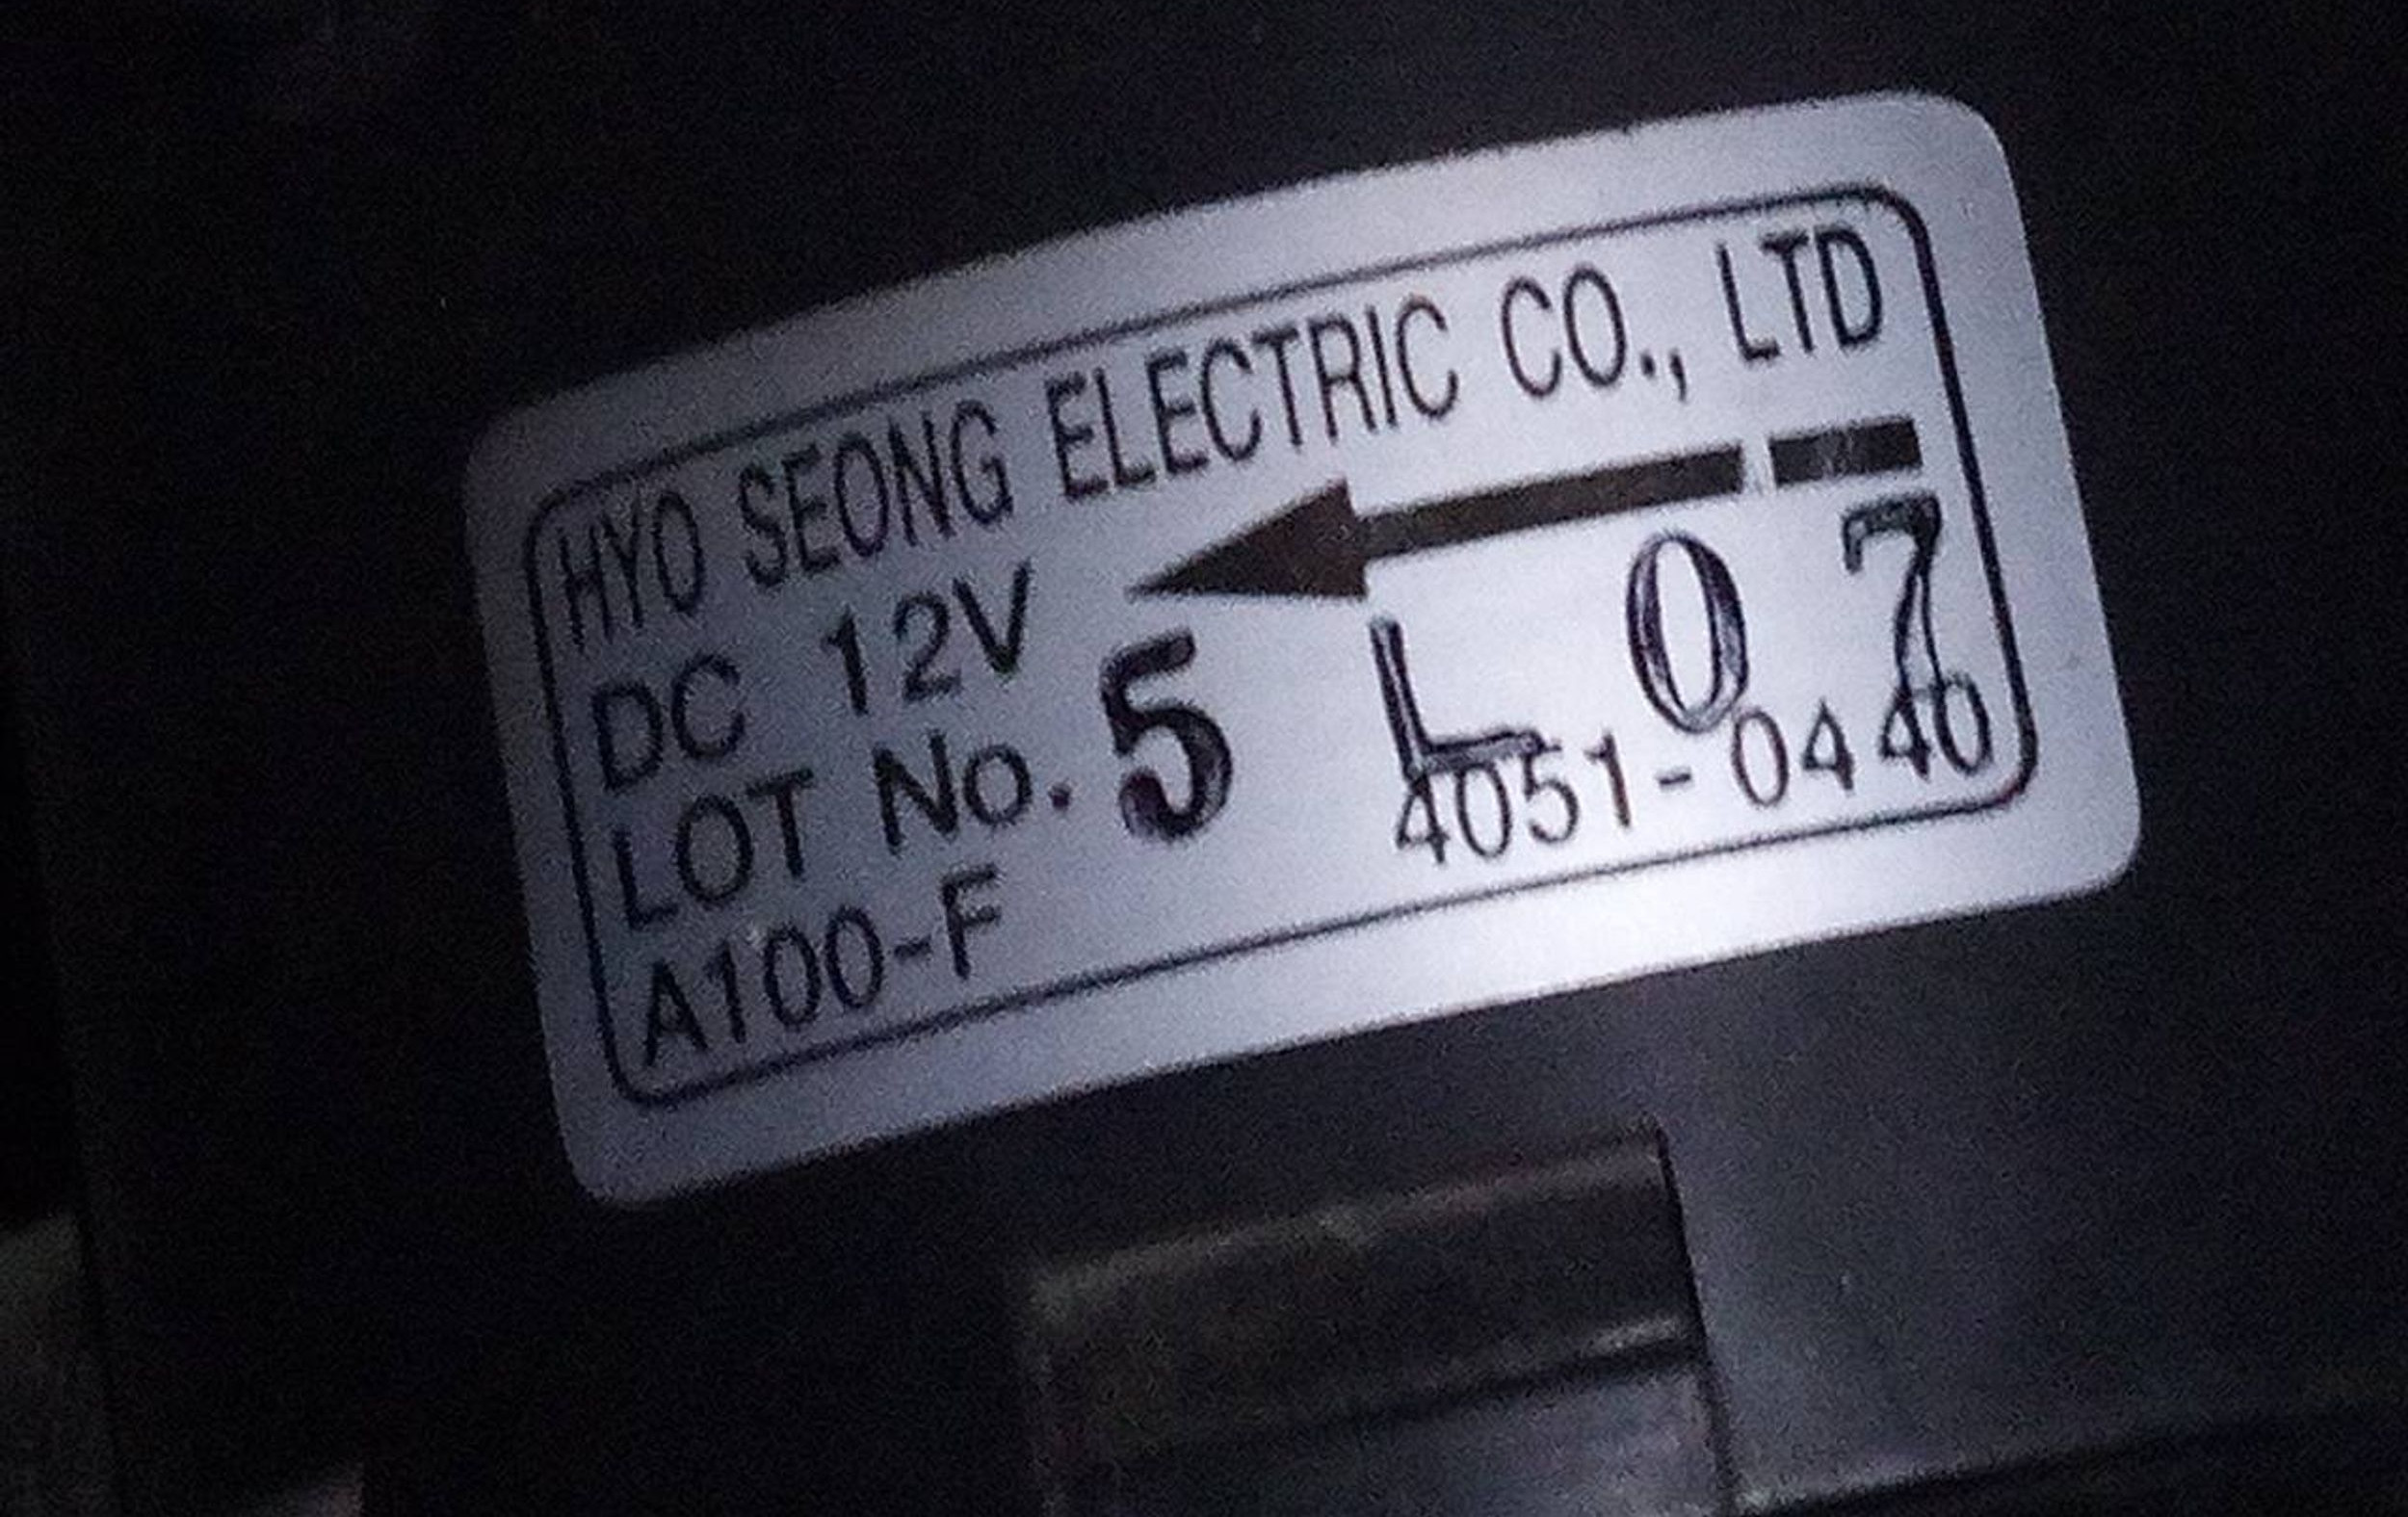 HYO SEONG ELECTRIC CO., LTD
DC 12V
LOT No. 5 L 0 7
4051-0440
A100-F